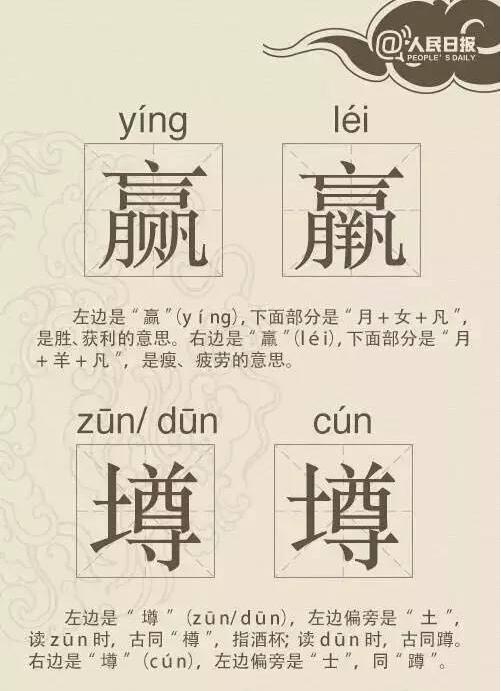 @人民日报
PEOPLE'S DAILY
yíng léi
赢 羸
左边是“赢”(yíng),下面部分是“月+女+凡”,
是胜、获利的意思。右边是“羸”(léi),下面部分是“月
+羊+凡”，是瘦、疲劳的意思。
zūn/ dūn cún
墫 壿
左边是“墫”(zūn/dūn)，左边偏旁是“土”，
读zūn时，古同“樽”，指酒杯; 读dūn时，古同蹲。
右边是“壿”(cún)，左边偏旁是“士”，同“蹲”。